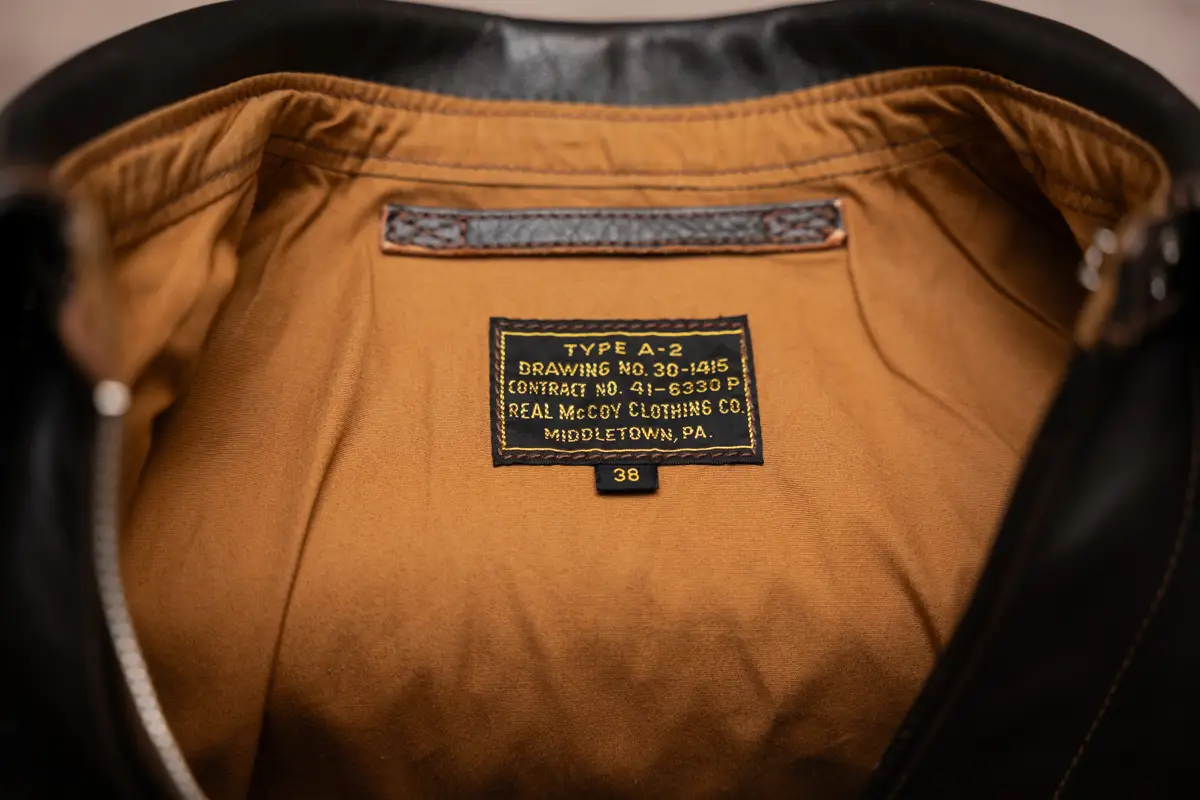 TYPE A-2
DRAWING NO. 30-1415
CONTRACT NO. 41-6330 P
REAL McCOY CLOTHING CO.
MIDDLETOWN, PA.
38